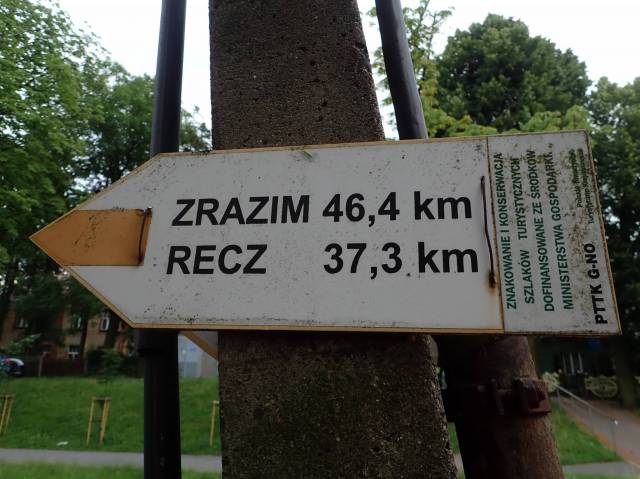 ZRAZIM 46,4 km
RECZ 37,3 km
ZNAKOWANIE I KONSERWACJA
SZLAKÓW TURYSTYCZNYCH
DOFINANSOWANE ZE ŚRODKÓW
MINISTERSTWA GOSPODARKI
PTTK G-NO